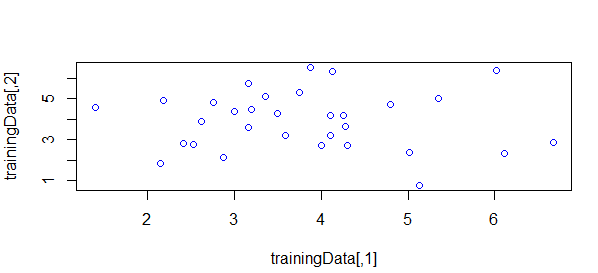 trainingData[,2]
5
3
1
2 3 4 5 6
trainingData[,1]